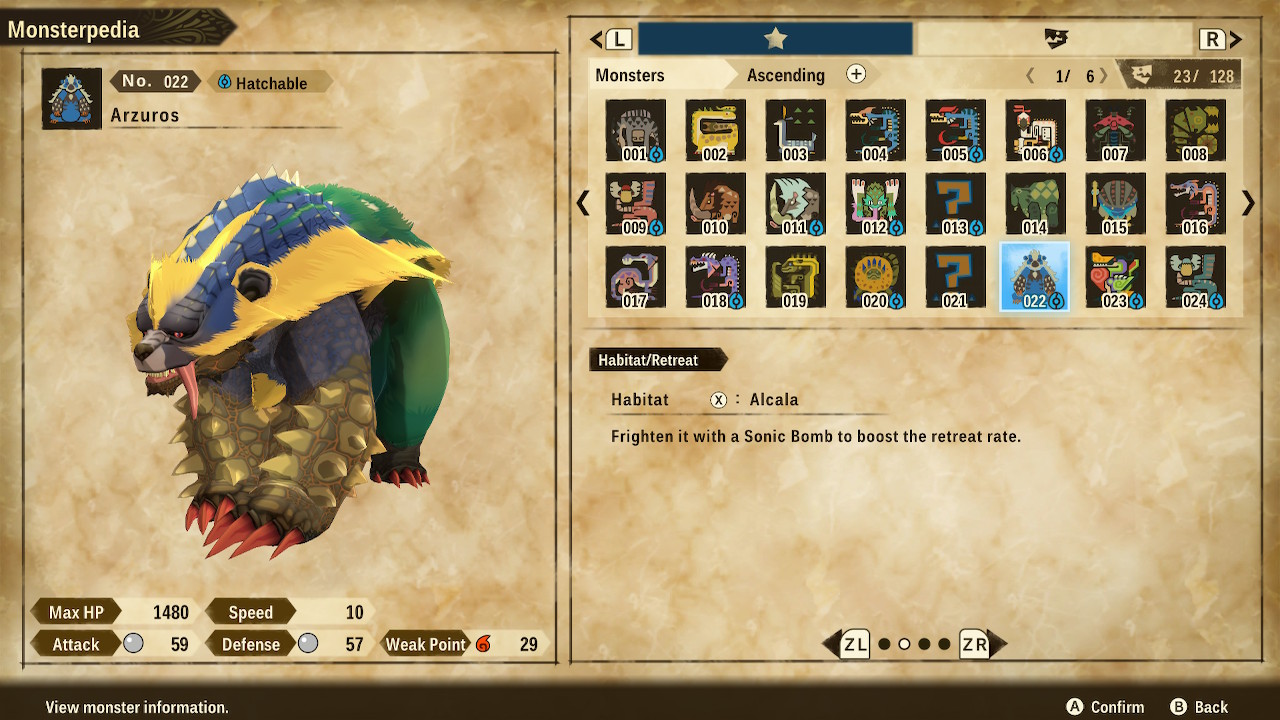 Monsterpedia
No. 022
Hatchable
Arzuros
Max HP 1480
Speed 10
Attack 59
Defense 57
Weak Point 29
L
R
Monsters
Ascending +
1/ 6
23/ 128
001 002 003 004 005 006 007 008
009 010 011 012 013 014 015 016
017 018 019 020 021 022 023 024
Habitat/Retreat
Habitat X : Alcala
Frighten it with a Sonic Bomb to boost the retreat rate.
ZL ZR
View monster information.
A Confirm B Back